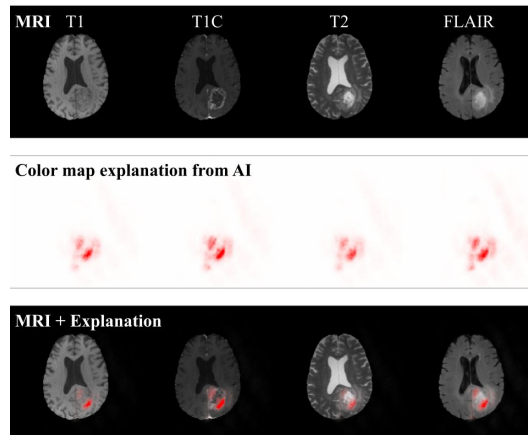 MRI T1 T1C T2 FLAIR
Color map explanation from AI
MRI + Explanation